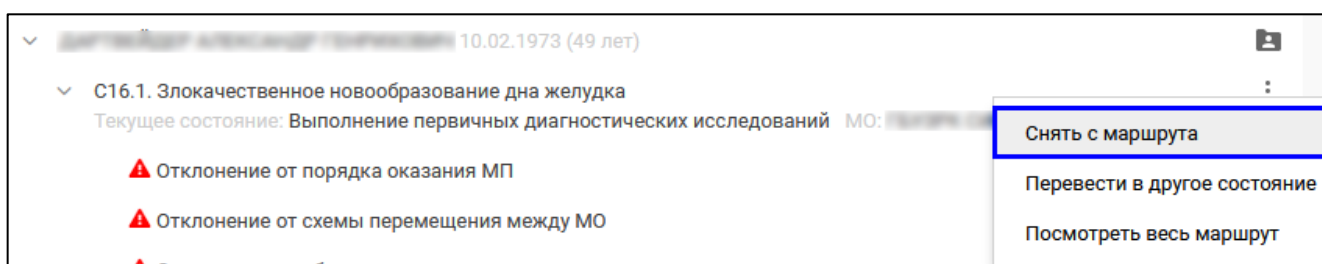 10.02.1973 (49 лет)
C16.1. Злокачественное новообразование дна желудка
Текущее состояние: Выполнение первичных диагностических исследований МО:
Снять с маршрута
Отклонение от порядка оказания МП
Перевести в другое состояние
Отклонение от схемы перемещения между МО
Посмотреть весь маршрут